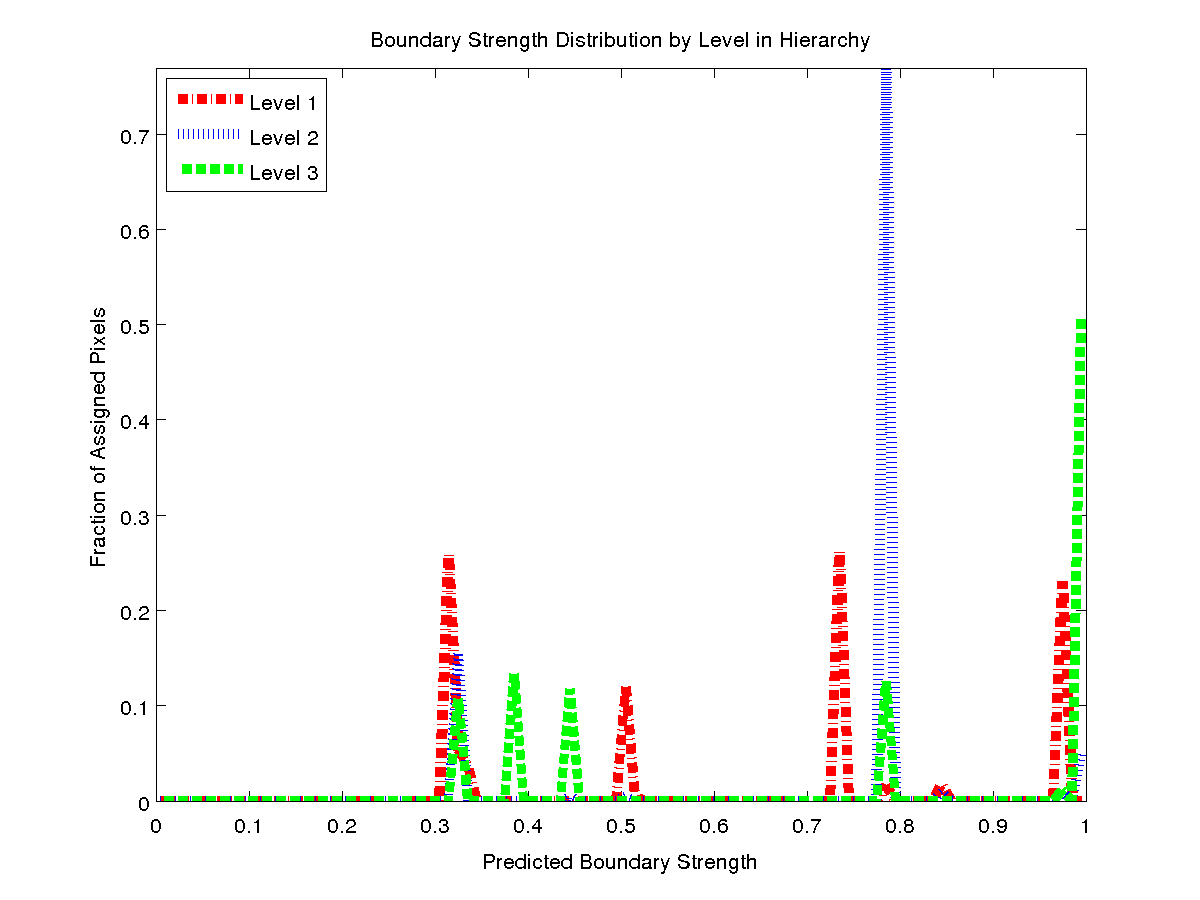 Boundary Strength Distribution by Level in Hierarchy
Level 1
Level 2
Level 3
Fraction of Assigned Pixels
0.7
0.6
0.5
0.4
0.3
0.2
0.1
0
0 0.1 0.2 0.3 0.4 0.5 0.6 0.7 0.8 0.9 1
Predicted Boundary Strength